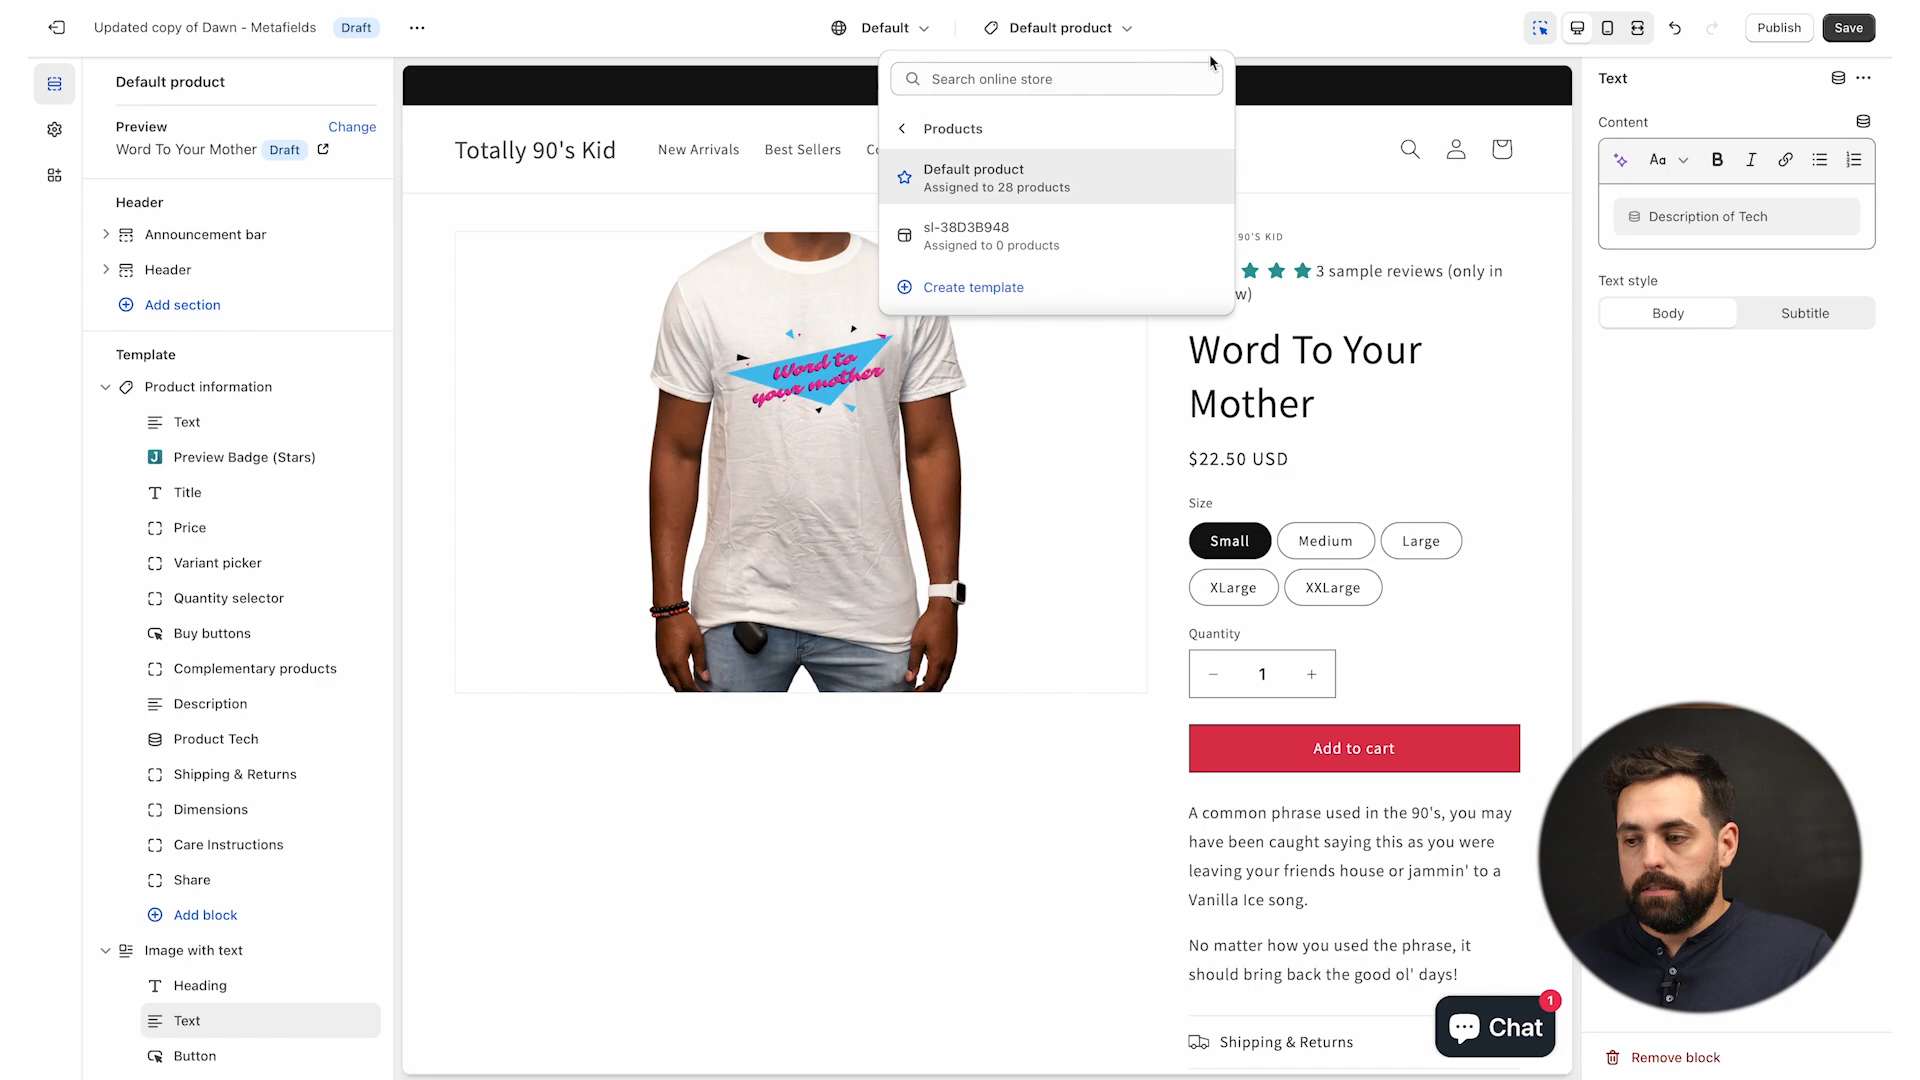 Updated copy of Dawn - Metafields
Draft
Default
Default product
Publish
Save
Default product
Preview
Change
Word To Your Mother
Draft
Header
Announcement bar
Header
Add section
Template
Product information
Text
J
Preview Badge (Stars)
Title
Price
Variant picker
Quantity selector
Buy buttons
Complementary products
Description
Product Tech
Shipping & Returns
Dimensions
Care Instructions
Share
Add block
Image with text
Heading
Text
Button
Search online store
Products
Default product
Assigned to 28 products
sl-38D3B948
Assigned to 0 products
Create template
Totally 90's Kid
New Arrivals
Best Sellers
Word to
your mother
90'S KID
3 sample reviews (only in
w)
Word To Your
Mother
$22.50 USD
Size
Small
Medium
Large
XLarge
XXLarge
Quantity
1
Add to cart
A common phrase used in the 90's, you may
have been caught saying this as you were
leaving your friends house or jammin' to a
Vanilla Ice song.
No matter how you used the phrase, it
should bring back the good ol' days!
Shipping & Returns
Chat
1
Text
Content
Aa
B
I
Description of Tech
Text style
Body
Subtitle
Remove block